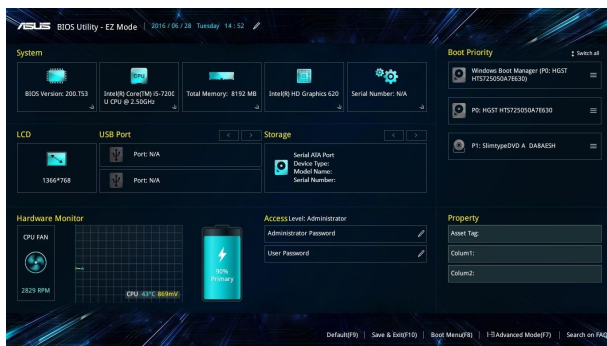 ASUS BIOS Utility - EZ Mode 2016/06/28 Tuesday 14:52
System
BIOS Version: 200.T53
Intel(R) Core(TM) i5-7200
U CPU @ 2.50GHz
Total Memory: 8192 MB
Intel(R) HD Graphics 620
Serial Number: N/A
Boot Priority
Switch all
Windows Boot Manager (P0: HGST
HTS725050A7E630)
P0: HGST HTS725050A7E630
P1: SlimtypeDVD A DA8AESH
LCD
1366*768
USB Port
Port: N/A
Port: N/A
Storage
Serial ATA Port
Device Type:
Model Name:
Serial Number:
Hardware Monitor
CPU FAN
2829 RPM
CPU 43°C 869mV
90%
Primary
Access Level: Administrator
Administrator Password
User Password
Property
Asset Tag:
Colum1:
Colum2:
Default(F9) Save & Exit(F10) Boot Menu(F8) Advanced Mode(F7) Search on FAQ